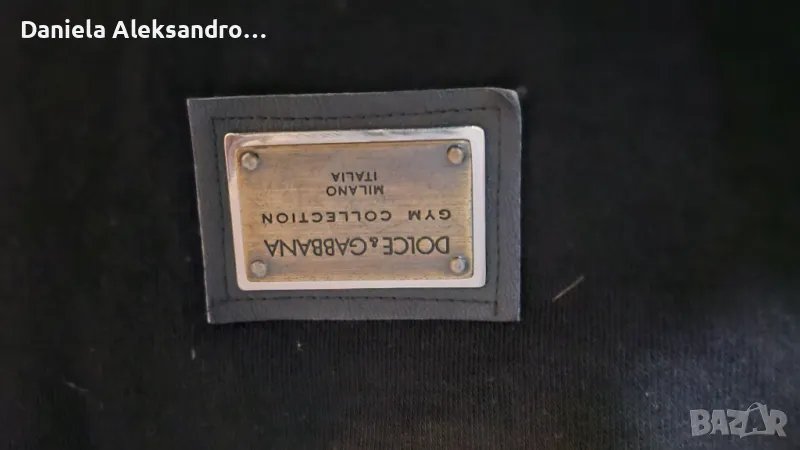 Daniela Aleksandro...
DOLCE & GABBANA
GYM COLLECTION
MILANO
ITALIA
BAZAR